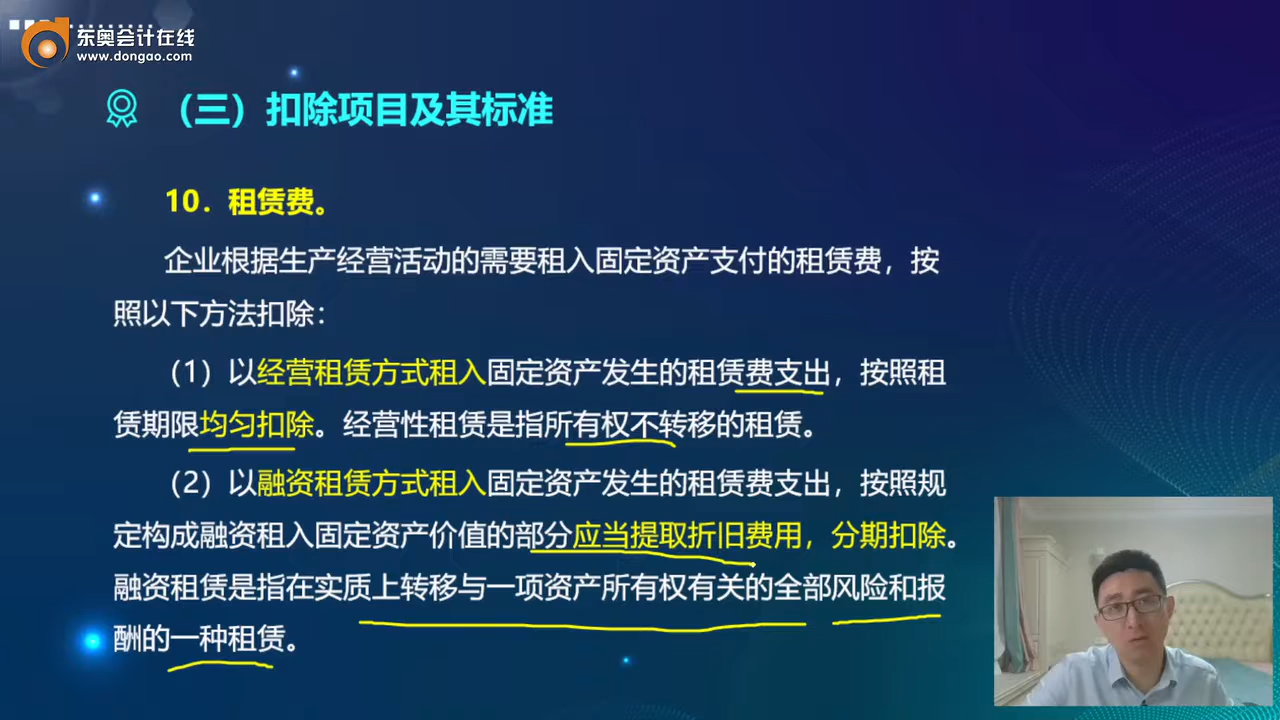 东奥会计在线
www.dongao.com
（三）扣除项目及其标准
10．租赁费。
企业根据生产经营活动的需要租入固定资产支付的租赁费，按
照以下方法扣除：
（1）以经营租赁方式租入固定资产发生的租赁费支出，按照租
赁期限均匀扣除。经营性租赁是指所有权不转移的租赁。
（2）以融资租赁方式租入固定资产发生的租赁费支出，按照规
定构成融资租入固定资产价值的部分应当提取折旧费用，分期扣除。
融资租赁是指在实质上转移与一项资产所有权有关的全部风险和报
酬的一种租赁。